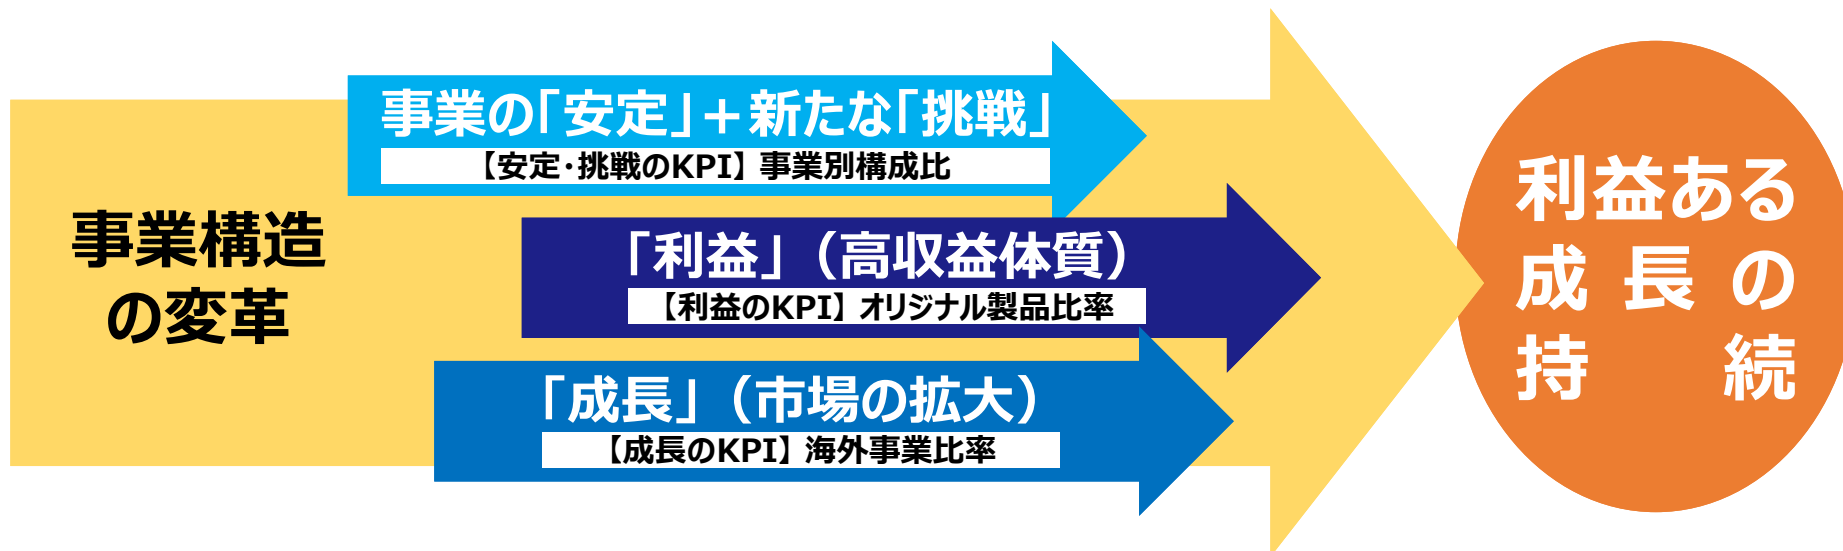 事業構造
の変革
事業の「安定」＋新たな「挑戦」
【安定・挑戦のKPI】事業別構成比
「利益」（高収益体質）
【利益のKPI】オリジナル製品比率
「成長」（市場の拡大）
【成長のKPI】海外事業比率
利益ある
成長の
持続